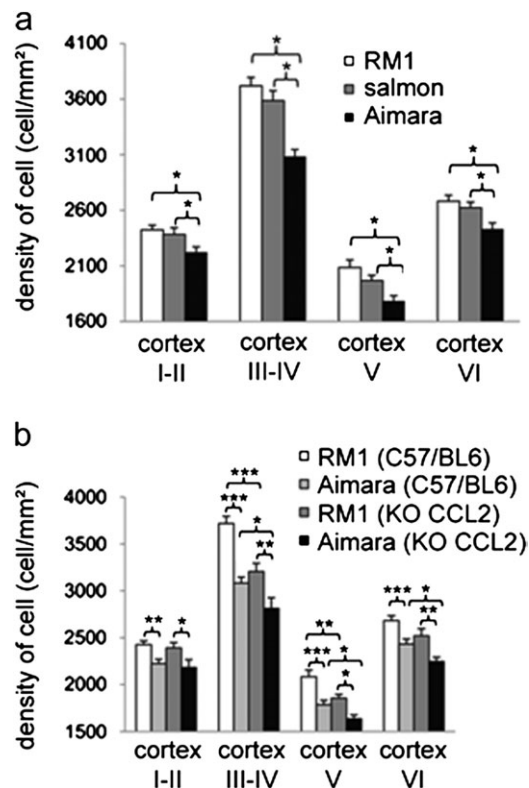 a
density of cell (cell/mm²)
4100
3600
3100
2600
2100
1600
RM1
salmon
Aimara
* * * * * * * *
cortex cortex cortex cortex
I-II III-IV V VI
b
density of cell (cell/mm²)
4000
3500
3000
2500
2000
1500
RM1 (C57/BL6)
Aimara (C57/BL6)
RM1 (KO CCL2)
Aimara (KO CCL2)
***
*** *
**
** *
**
*** *
*
*** *
**
cortex cortex cortex cortex
I-II III-IV V VI